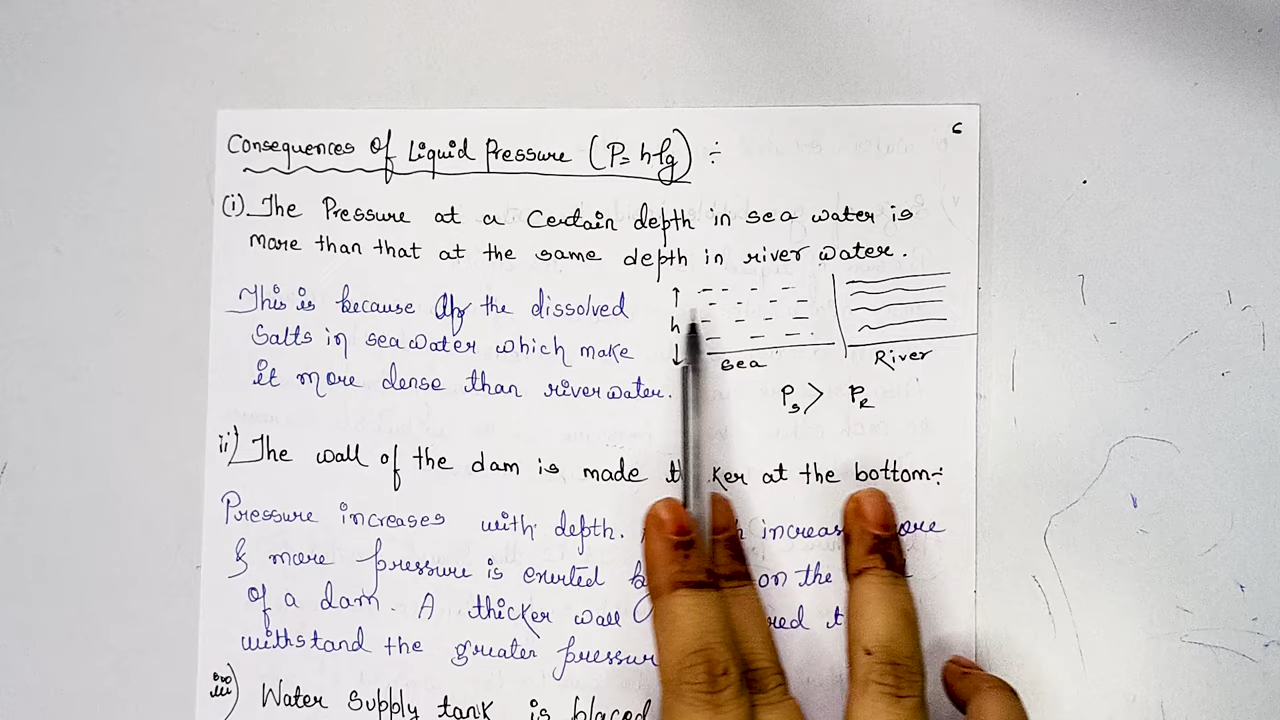 6
Consequences Of Liquid Pressure (P= hfg) ÷
(i) The Pressure at a Certain depth in sea water is
more than that at the same depth in river water.
This is because of the dissolved
Salts in sea water which make
it more dense than river water.
h
sea
River
Ps > PR
ii) The wall of the dam is made ker at the bottom÷
Pressure increases with depth. increas ore
& more pressure is exerted on the
of a dam. A thicker wall red t
withstand the greater pressur
iii) Water Supply tank is placed